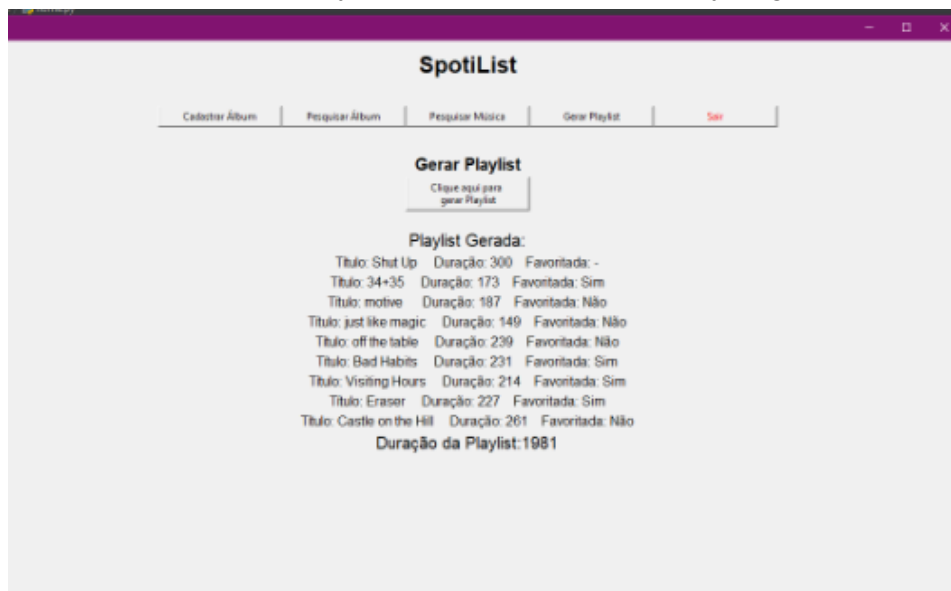 SpotiList
Cadastrar Álbum Pesquisar Álbum Pesquisar Música Gerar Playlist Sair
Gerar Playlist
Clique aqui para
gerar Playlist
Playlist Gerada:
Título: Shut Up Duração: 300 Favoritada: -
Título: 34+35 Duração: 173 Favoritada: Sim
Título: motive Duração: 187 Favoritada: Não
Título: just like magic Duração: 149 Favoritada: Não
Título: off the table Duração: 239 Favoritada: Não
Título: Bad Habits Duração: 231 Favoritada: Sim
Título: Visiting Hours Duração: 214 Favoritada: Sim
Título: Eraser Duração: 227 Favoritada: Sim
Título: Castle on the Hill Duração: 261 Favoritada: Não
Duração da Playlist:1981